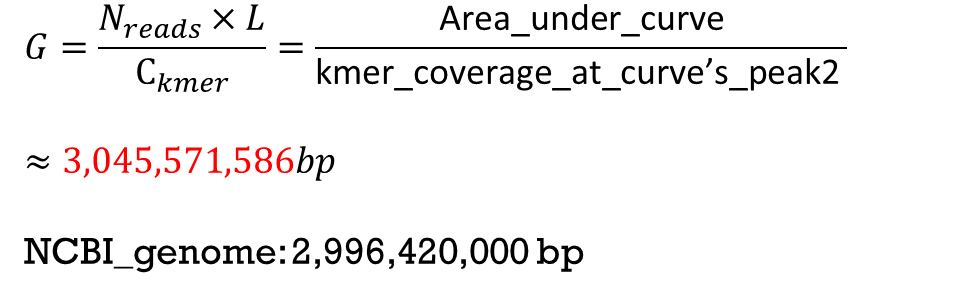 G = N_reads × L / C_kmer = Area_under_curve / kmer_coverage_at_curve’s_peak2
≈ 3,045,571,586bp
NCBI_genome:2,996,420,000 bp